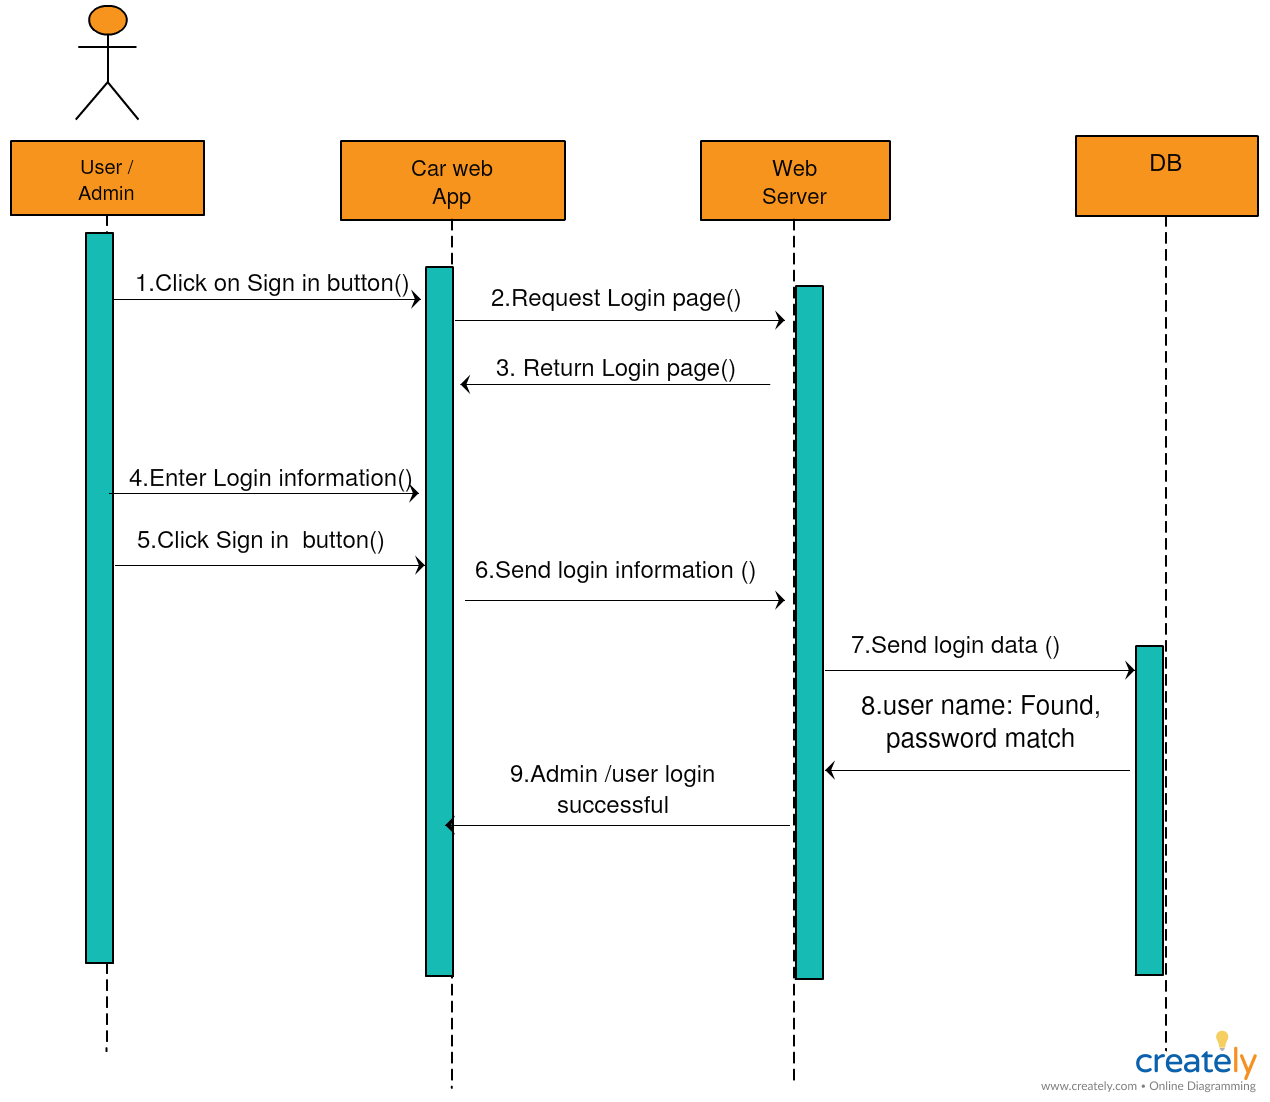 User /
Admin
Car web
App
Web
Server
DB
1.Click on Sign in button()
2.Request Login page()
3. Return Login page()
4.Enter Login information()
5.Click Sign in  button()
6.Send login information ()
7.Send login data ()
8.user name: Found,
password match
9.Admin /user login
successful
creately
www.creately.com • Online Diagramming